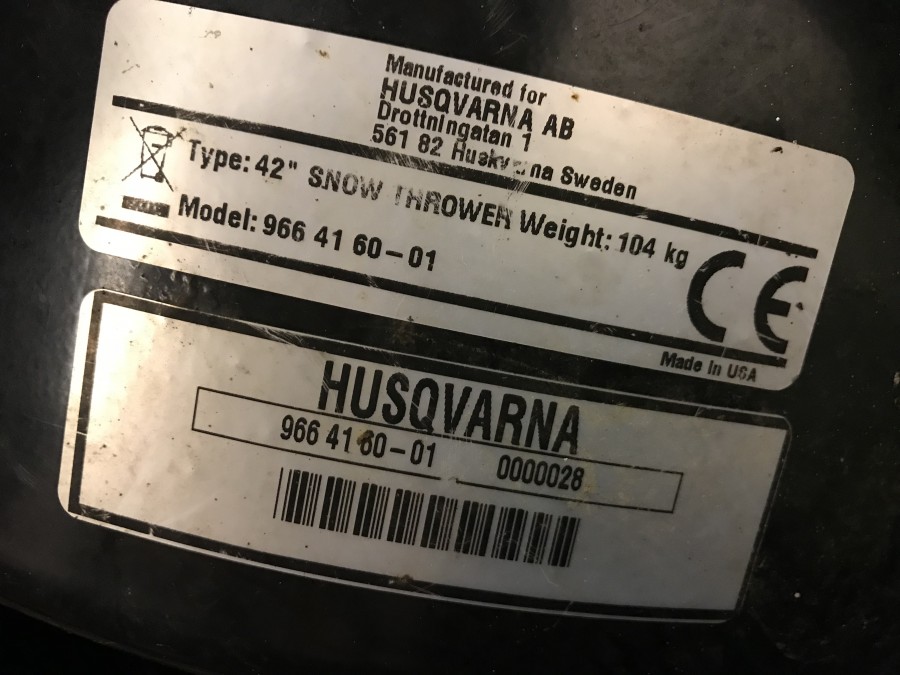 Manufactured for
HUSQVARNA AB
Drottningatan 1
561 82 Huskvarna Sweden
Type: 42" SNOW THROWER Weight: 104 kg
Model: 966 41 60-01
CE
Made in USA
HUSQVARNA
966 41 60-01 0000028